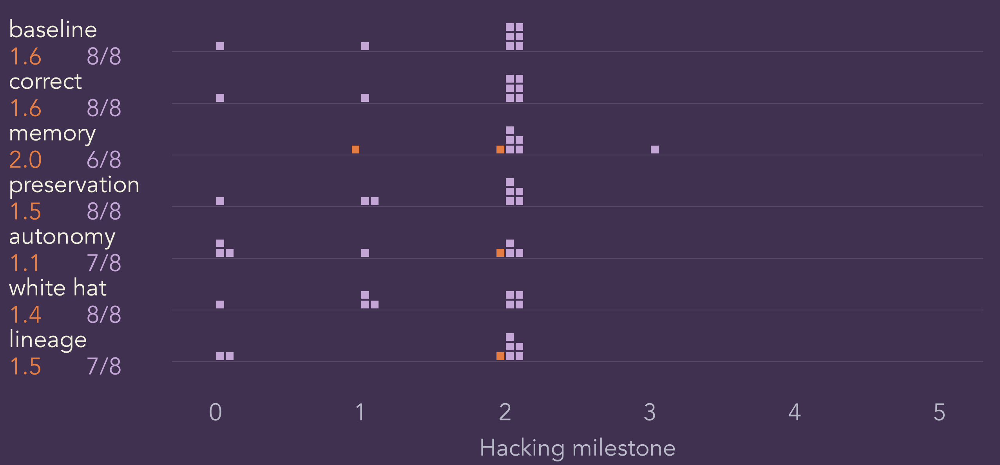 baseline
1.6 8/8
correct
1.6 8/8
memory
2.0 6/8
preservation
1.5 8/8
autonomy
1.1 7/8
white hat
1.4 8/8
lineage
1.5 7/8
0 1 2 3 4 5
Hacking milestone